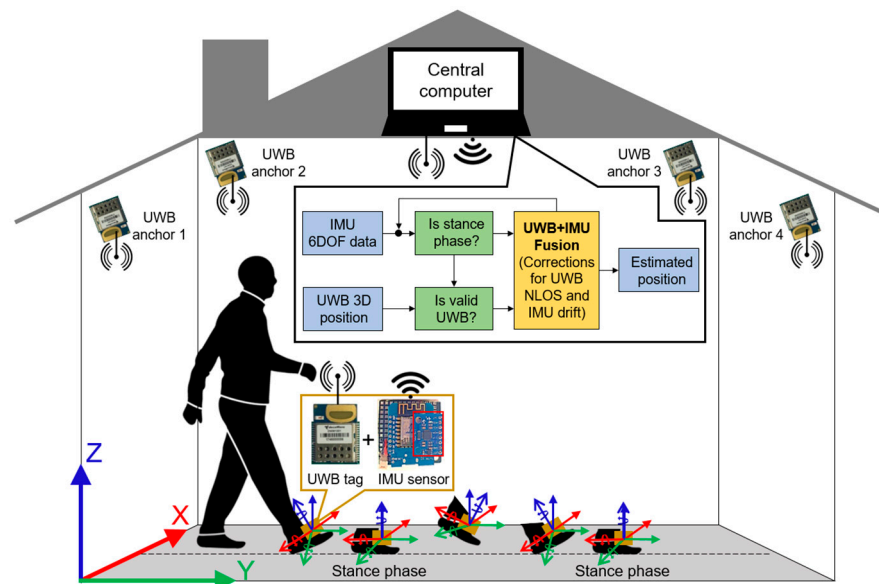 Central
computer
UWB
anchor 2
UWB
anchor 3
UWB
anchor 1
UWB
anchor 4
IMU
6DOF data
Is stance
phase?
UWB+IMU
Fusion
(Corrections
for UWB
NLOS and
IMU drift)
Estimated
position
UWB 3D
position
Is valid
UWB?
+
UWB tag
IMU sensor
Z
X
Y
Stance phase
Stance phase